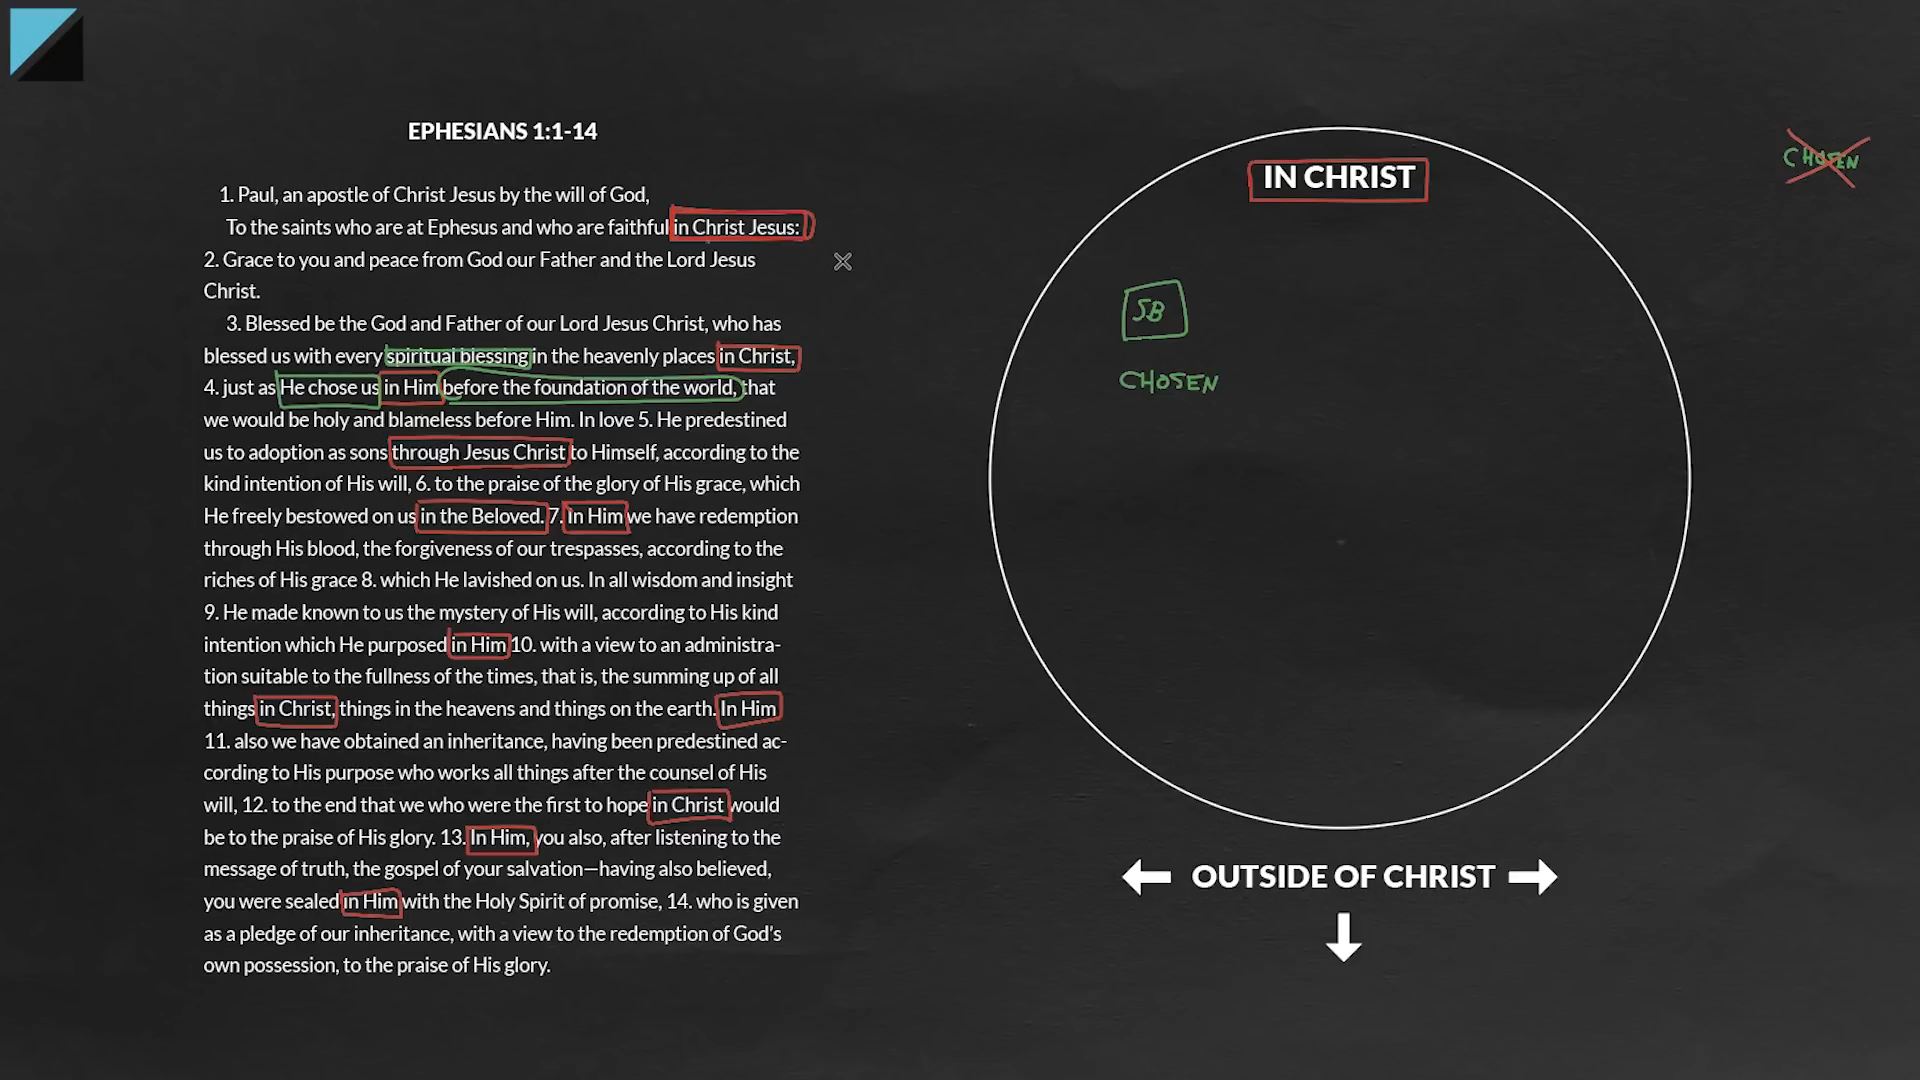 EPHESIANS 1:1-14
1. Paul, an apostle of Christ Jesus by the will of God,
To the saints who are at Ephesus and who are faithful in Christ Jesus:
2. Grace to you and peace from God our Father and the Lord Jesus
Christ.
3. Blessed be the God and Father of our Lord Jesus Christ, who has
blessed us with every spiritual blessing in the heavenly places in Christ,
4. just as He chose us in Him before the foundation of the world, that
we would be holy and blameless before Him. In love 5. He predestined
us to adoption as sons through Jesus Christ to Himself, according to the
kind intention of His will, 6. to the praise of the glory of His grace, which
He freely bestowed on us in the Beloved. 7. In Him we have redemption
through His blood, the forgiveness of our trespasses, according to the
riches of His grace 8. which He lavished on us. In all wisdom and insight
9. He made known to us the mystery of His will, according to His kind
intention which He purposed in Him 10. with a view to an administra-
tion suitable to the fullness of the times, that is, the summing up of all
things in Christ, things in the heavens and things on the earth. In Him
11. also we have obtained an inheritance, having been predestined ac-
cording to His purpose who works all things after the counsel of His
will, 12. to the end that we who were the first to hope in Christ would
be to the praise of His glory. 13. In Him, you also, after listening to the
message of truth, the gospel of your salvation—having also believed,
you were sealed in Him with the Holy Spirit of promise, 14. who is given
as a pledge of our inheritance, with a view to the redemption of God's
own possession, to the praise of His glory.
IN CHRIST
SB
CHOSEN
OUTSIDE OF CHRIST
CHOSEN